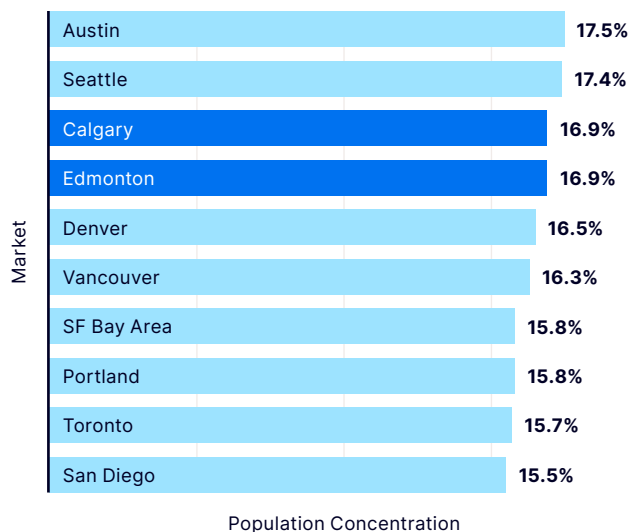 Austin 17.5%
Seattle 17.4%
Calgary 16.9%
Edmonton 16.9%
Denver 16.5%
Vancouver 16.3%
SF Bay Area 15.8%
Portland 15.8%
Toronto 15.7%
San Diego 15.5%
Market
Population Concentration